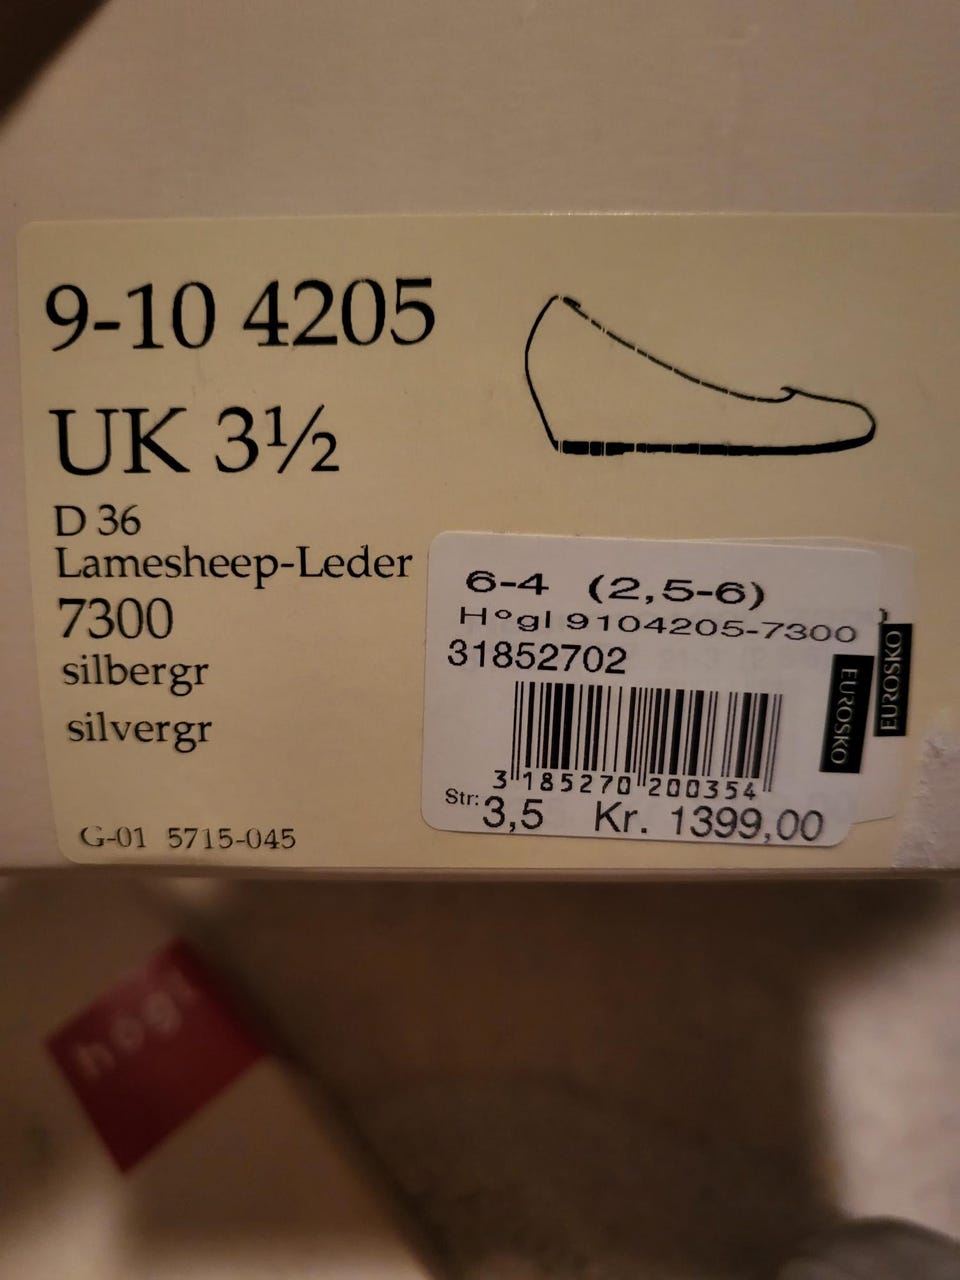 9-10 4205
UK 3½
D 36
Lamesheep-Leder
7300
silbergr
silvergr
G-01 5715-045
6-4 (2,5-6)
Högl 9104205-7300
31852702
3 185270 200354
Str: 3,5 Kr. 1399,00
EUROSKO
EUROSKO
högl